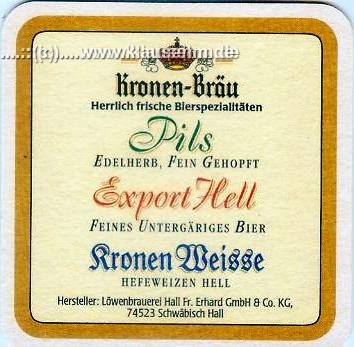 ....::(t:)....www.klausehm.de
Kronen-Bräu
Herrlich frische Bierspezialitäten
Pils
EDELHERB, FEIN GEHOPFT
Export Hell
FEINES UNTERGÄRIGES BIER
Kronen Weisse
HEFEWEIZEN HELL
Hersteller: Löwenbrauerei Hall Fr. Erhard GmbH & Co. KG,
74523 Schwäbisch Hall